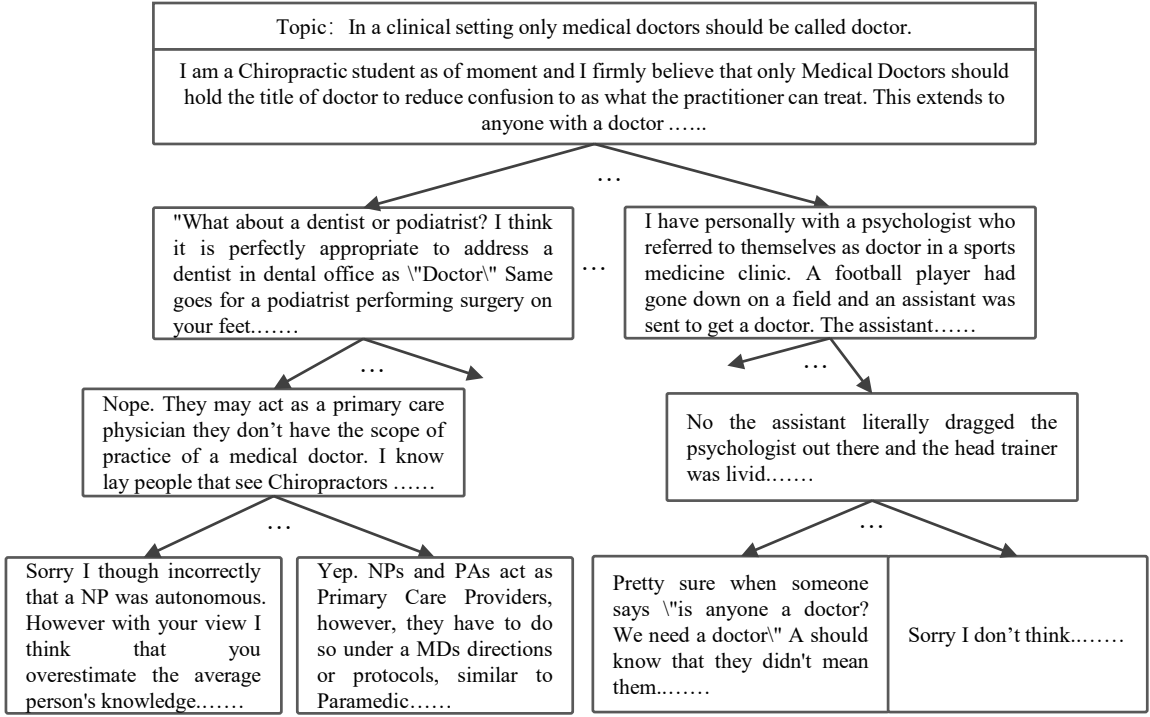 Topic: In a clinical setting only medical doctors should be called doctor.
I am a Chiropractic student as of moment and I firmly believe that only Medical Doctors should
hold the title of doctor to reduce confusion to as what the practitioner can treat. This extends to
anyone with a doctor ……
…
"What about a dentist or podiatrist? I think
it is perfectly appropriate to address a
dentist in dental office as \"Doctor\" Same
goes for a podiatrist performing surgery on
your feet.……
…
I have personally with a psychologist who
referred to themselves as doctor in a sports
medicine clinic. A football player had
gone down on a field and an assistant was
sent to get a doctor. The assistant……
…
…
Nope. They may act as a primary care
physician they don’t have the scope of
practice of a medical doctor. I know
lay people that see Chiropractors ……
No the assistant literally dragged the
psychologist out there and the head trainer
was livid.……
…
…
Sorry I though incorrectly
that a NP was autonomous.
However with your view I
think that you
overestimate the average
person's knowledge.……
Yep. NPs and PAs act as
Primary Care Providers,
however, they have to do
so under a MDs directions
or protocols, similar to
Paramedic……
Pretty sure when someone
says \"is anyone a doctor?
We need a doctor\" A should
know that they didn't mean
them.……
Sorry I don’t think.……